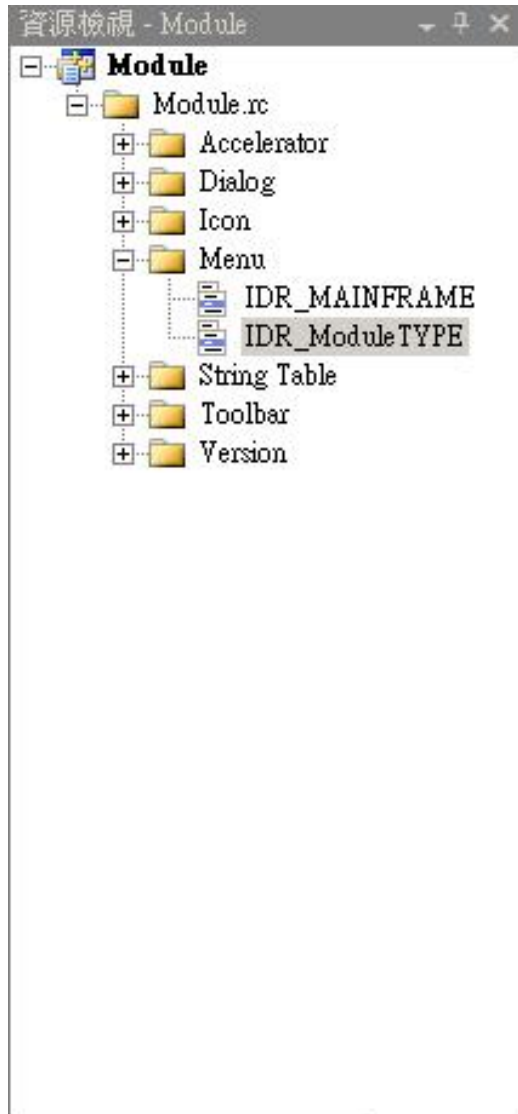 資源檢視 - Module
Module
Module.rc
Accelerator
Dialog
Icon
Menu
IDR_MAINFRAME
IDR_ModuleTYPE
String Table
Toolbar
Version